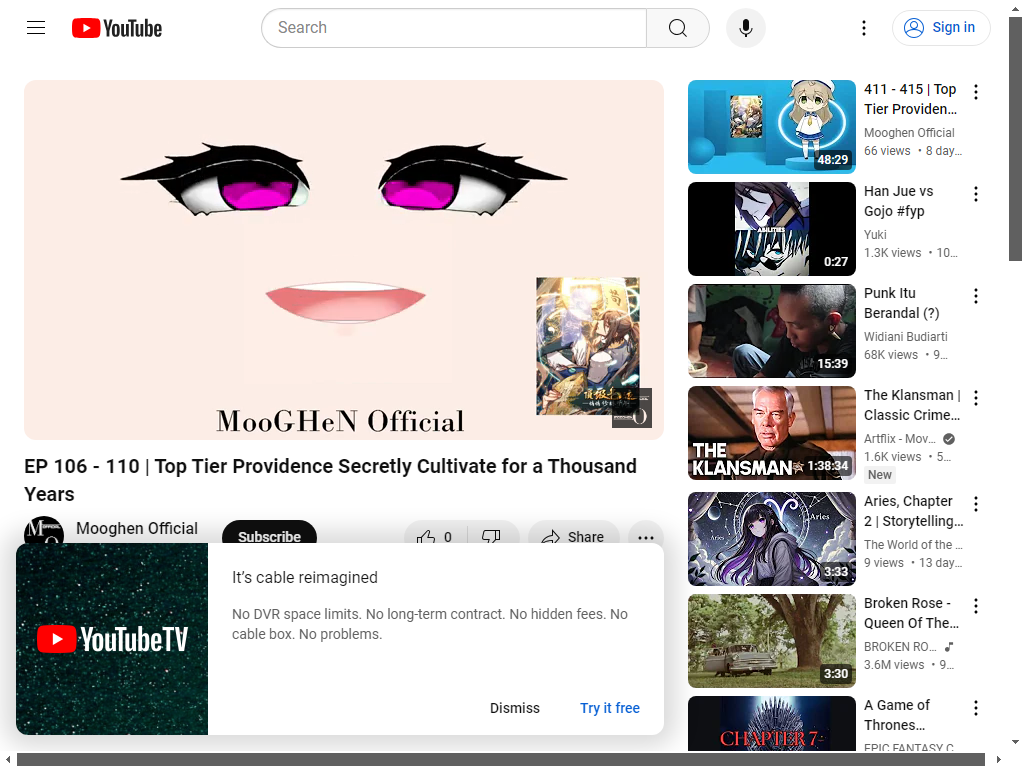 YouTube
Search
Sign in
MooGHeN Official
EP 106 - 110 | Top Tier Providence Secretly Cultivate for a Thousand
Years
Mooghen Official
Subscribe
0
Share
YouTubeTV
It's cable reimagined
No DVR space limits. No long-term contract. No hidden fees. No
cable box. No problems.
Dismiss
Try it free
48:29
411 - 415 | Top
Tier Providen...
Mooghen Official
66 views • 8 day...
ABILITIES
0:27
Han Jue vs
Gojo #fyp
Yuki
1.3K views • 10...
15:39
Punk Itu
Berandal (?)
Widiani Budiarti
68K views • 9...
THE
KLANSMAN
1:38:34
The Klansman |
Classic Crime...
Artflix - Mov...
1.6K views • 5...
New
Aries
Aries
3:33
Aries, Chapter
2 | Storytelling...
The World of the ...
9 views • 13 day...
3:30
Broken Rose -
Queen Of The...
BROKEN RO...
3.6M views • 9...
CHAPTER 7-
A Game of
Thrones...
EPIC FANTASY C